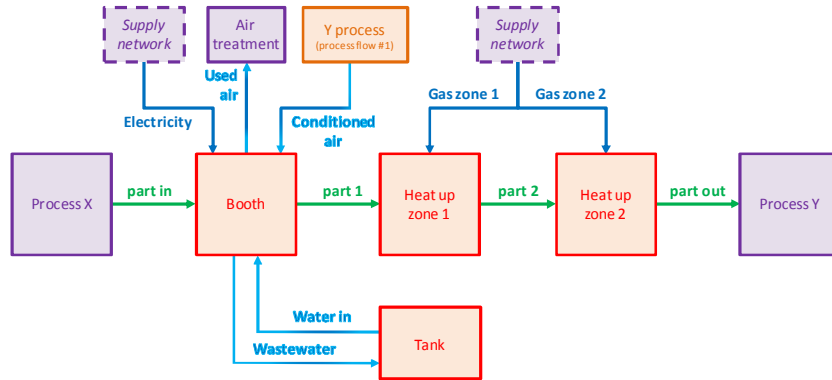 Supply
network
Air
treatment
Y process
(process flow #1)
Supply
network
Used
air
Gas zone 1
Gas zone 2
Electricity
Conditioned
air
Process X
part in
Booth
part 1
Heat up
zone 1
part 2
Heat up
zone 2
part out
Process Y
Water in
Wastewater
Tank